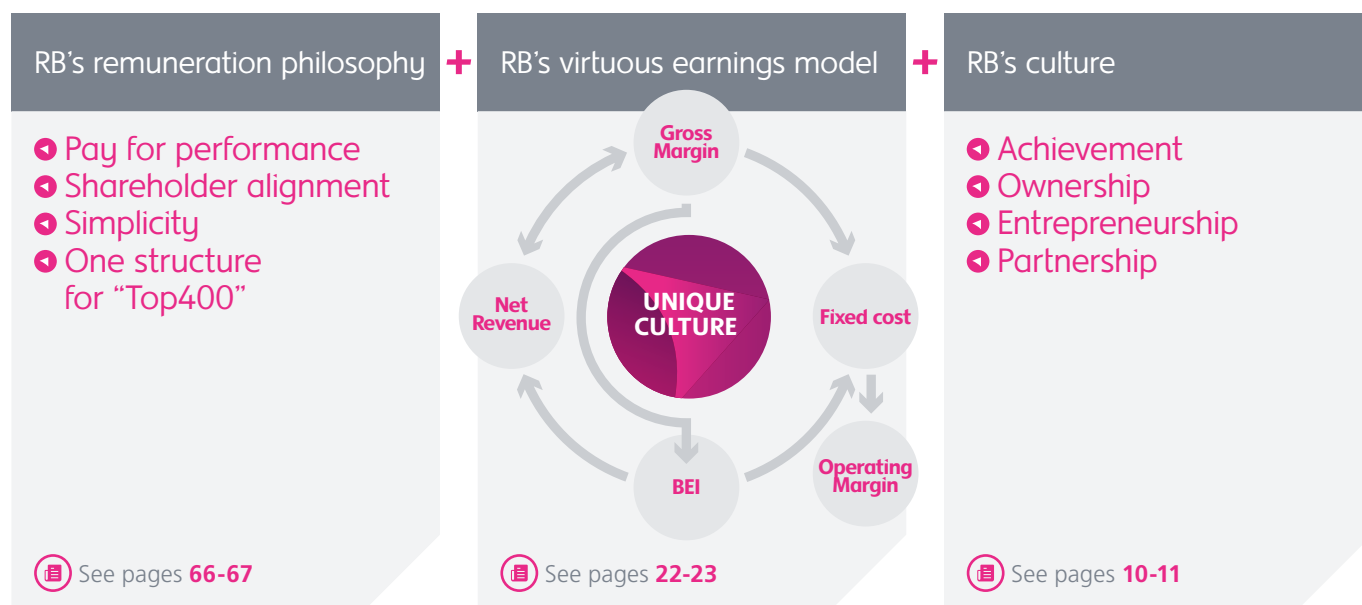 RB’s remuneration philosophy
+
RB’s virtuous earnings model
+
RB’s culture
Pay for performance
Shareholder alignment
Simplicity
One structure
for “Top400”
See pages 66-67
Gross
Margin
Net
Revenue
UNIQUE
CULTURE
Fixed cost
BEI
Operating
Margin
See pages 22-23
Achievement
Ownership
Entrepreneurship
Partnership
See pages 10-11